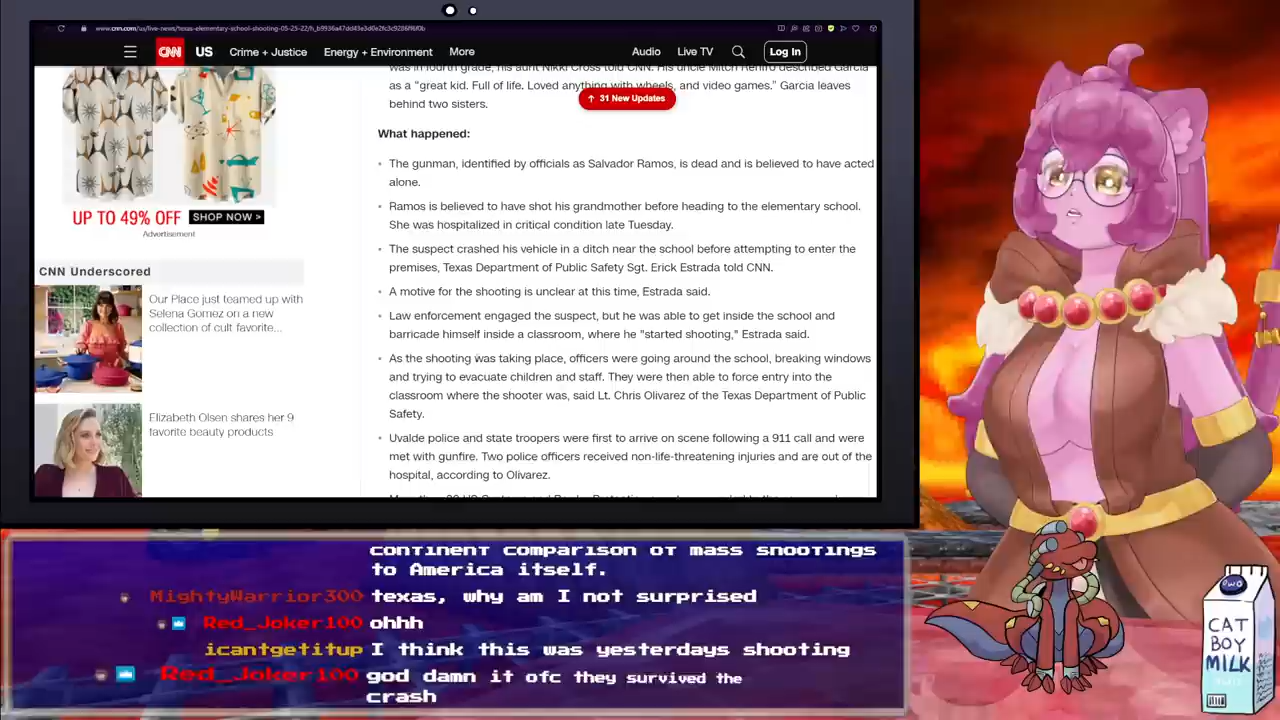 www.cnn.com/us/live-news/texas-elementary-school-shooting-05-25-22/h_b9936a47dd43e3d0e2fc3c9286ff6f0b
CNN US Crime + Justice Energy + Environment More Audio Live TV Log In
was in fourth grade, his aunt Nikki Cross told CNN. His uncle Mitch Renfro described Garcia
as a “great kid. Full of life. Loved anything with wheels, and video games.” Garcia leaves
behind two sisters.
31 New Updates
What happened:
The gunman, identified by officials as Salvador Ramos, is dead and is believed to have acted
alone.
Ramos is believed to have shot his grandmother before heading to the elementary school.
She was hospitalized in critical condition late Tuesday.
The suspect crashed his vehicle in a ditch near the school before attempting to enter the
premises, Texas Department of Public Safety Sgt. Erick Estrada told CNN.
A motive for the shooting is unclear at this time, Estrada said.
Law enforcement engaged the suspect, but he was able to get inside the school and
barricade himself inside a classroom, where he "started shooting," Estrada said.
As the shooting was taking place, officers were going around the school, breaking windows
and trying to evacuate children and staff. They were then able to force entry into the
classroom where the shooter was, said Lt. Chris Olivarez of the Texas Department of Public
Safety.
Uvalde police and state troopers were first to arrive on scene following a 911 call and were
met with gunfire. Two police officers received non-life-threatening injuries and are out of the
hospital, according to Olivarez.
UP TO 49% OFF SHOP NOW >
Advertisement
CNN Underscored
Our Place just teamed up with
Selena Gomez on a new
collection of cult favorite...
Elizabeth Olsen shares her 9
favorite beauty products
continent comparison of mass shootings
to America itself.
MightyWarrior300 texas, why am I not surprised
Red_Joker100 ohhh
icantgetitup I think this was yesterdays shooting
Red_Joker100 god damn it ofc they survived the
crash
OWO
CAT
BOY
MILK